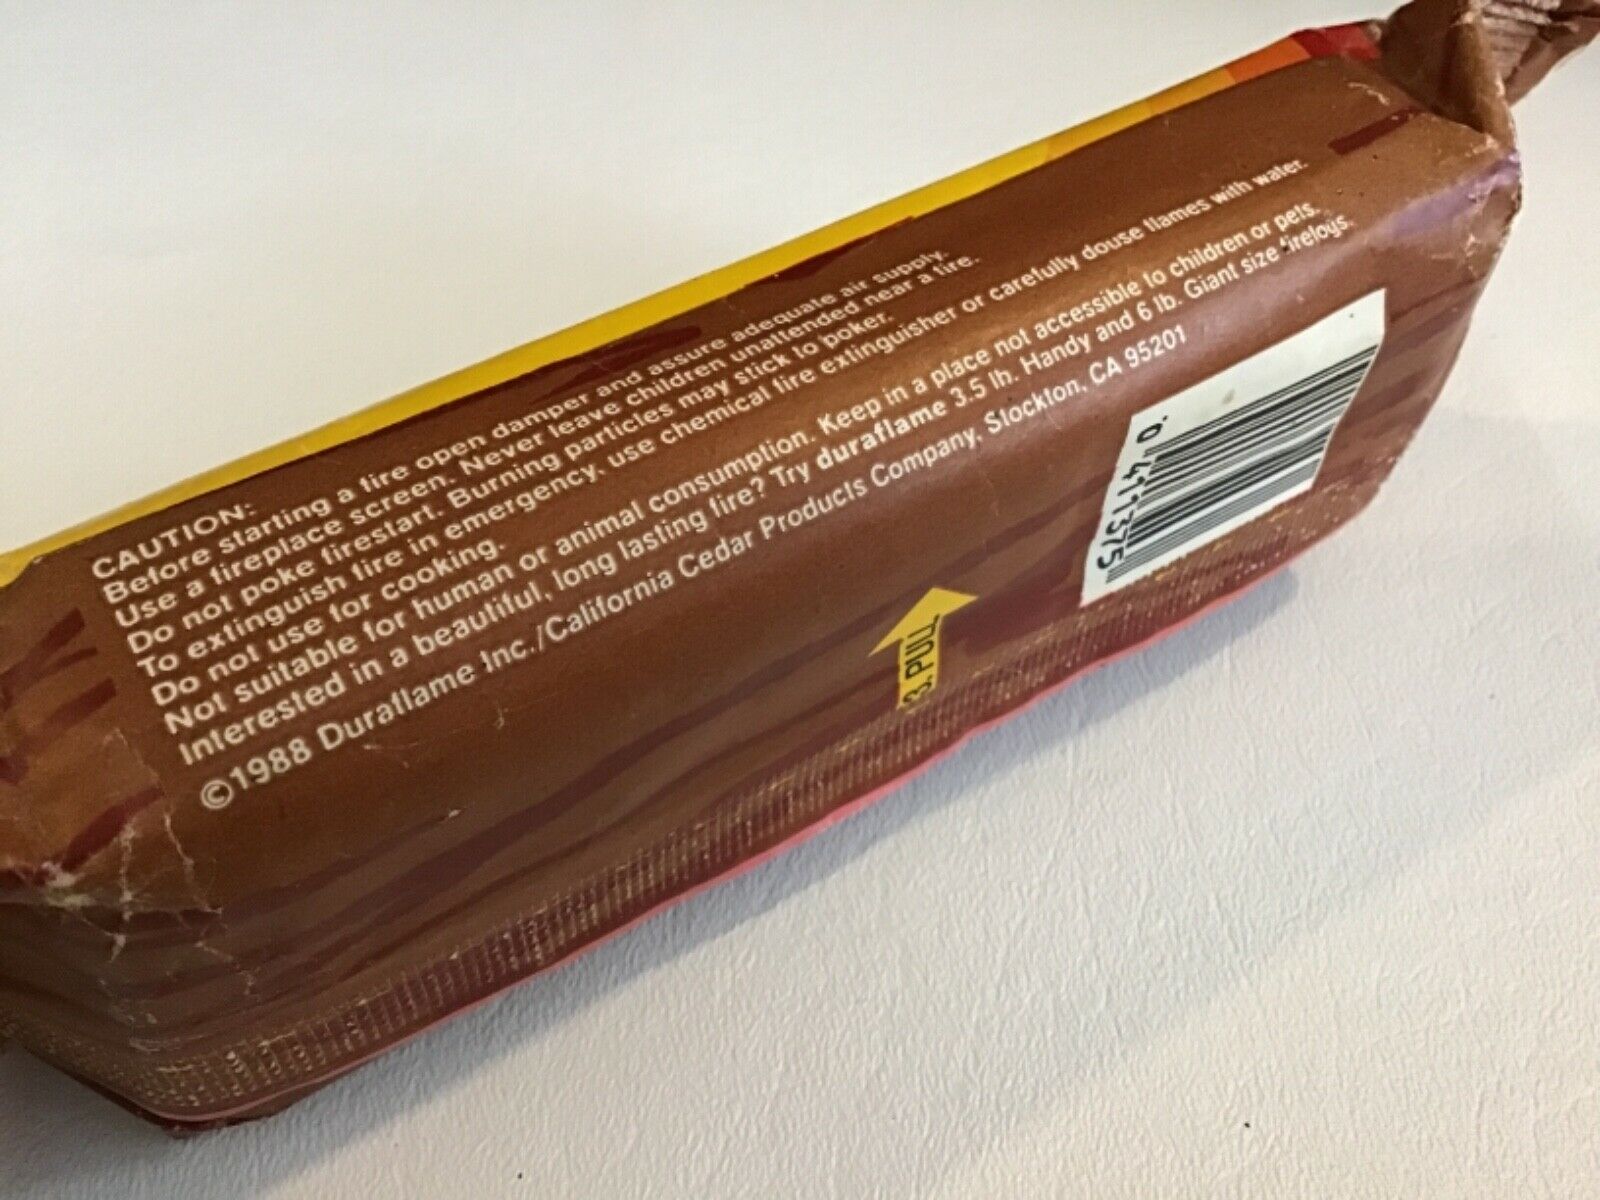 CAUTION:
Before starting a fire open damper and assure adequate air supply.
Use a fireplace screen. Never leave children unattended near a fire.
Do not poke firestart. Burning particles may stick to poker.
To extinguish fire in emergency, use chemical fire extinguisher or carefully douse flames with water.
Do not use for cooking.
Not suitable for human or animal consumption. Keep in a place not accessible to children or pets.
Interested in a beautiful, long lasting fire? Try duraflame 3.5 lb. Handy and 6 lb. Giant size firelogs.
©1988 Duraflame Inc./California Cedar Products Company, Stockton, CA 95201
3. PULL
0 411375